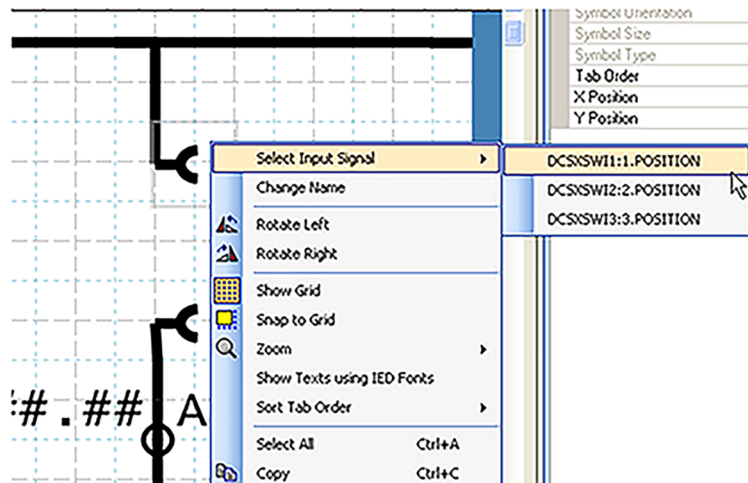 Symbol Orientation
Symbol Size
Symbol Type
Tab Order
X Position
Y Position
Select Input Signal
DCSXSWI1:1.POSITION
Change Name
DCSXSWI2:2.POSITION
DCSXSWI3:3.POSITION
Rotate Left
Rotate Right
Show Grid
Snap to Grid
Zoom
Show Texts using IED Fonts
Sort Tab Order
##.## A
Select All Ctrl+A
Copy Ctrl+C